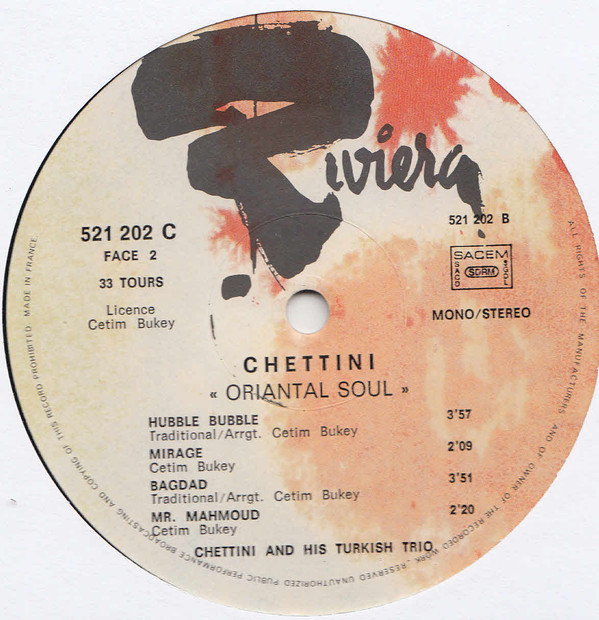 Riviera
521 202 C
FACE 2
33 TOURS
Licence
Cetim Bukey
521 202 B
SACEM
SACD
SDRM
SGDL
MONO/STEREO
CHETTINI
« ORIANTAL SOUL »
HUBBLE BUBBLE 3'57
Traditional/Arrgt. Cetim Bukey
MIRAGE 2'09
Cetim Bukey
BAGDAD 3'51
Traditional/Arrgt. Cetim Bukey
MR. MAHMOUD 2'20
Cetim Bukey
CHETTINI AND HIS TURKISH TRIO
ALL RIGHTS OF THE MANUFACTURERS AND OF OWNER OF THE RECORDED WORK . RESERVED UNAUTHORIZED PUBLIC PERFORMANCE BROADCASTING AND COPYING OF THIS RECORD PROHIBITED MADE IN FRANCE